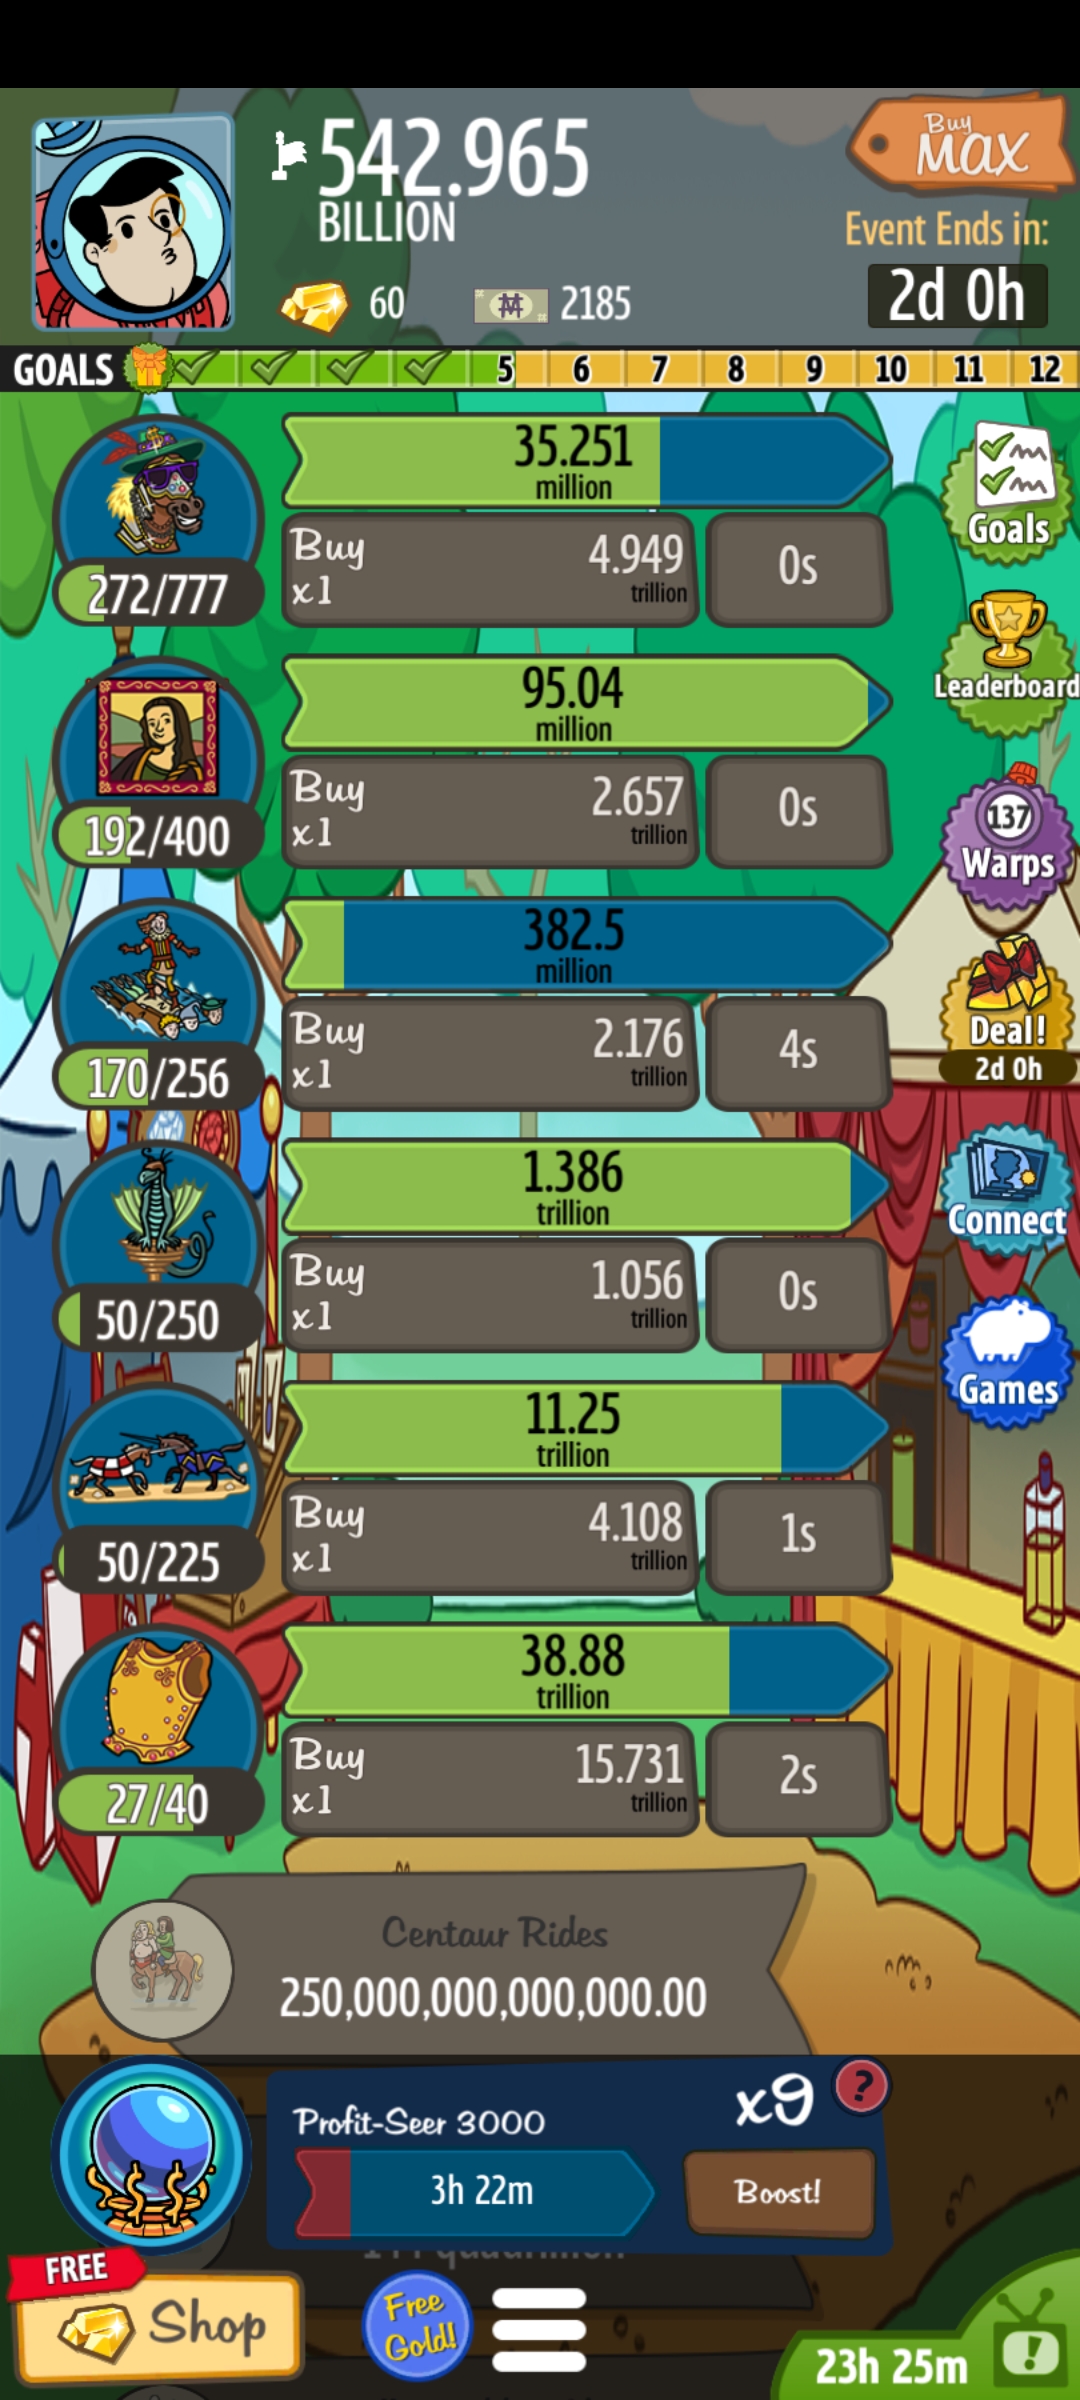 542.965
BILLION
60
2185
Buy
MAX
Event Ends in:
2d 0h
GOALS
5
6
7
8
9
10
11
12
35.251
million
272/777
Buy
x1
4.949
trillion
0s
Goals
Leaderboard
95.04
million
192/400
Buy
x1
2.657
trillion
0s
137
Warps
382.5
million
170/256
Buy
x1
2.176
trillion
4s
Deal!
2d 0h
1.386
trillion
50/250
Buy
x1
1.056
trillion
0s
Connect
11.25
trillion
50/225
Buy
x1
4.108
trillion
1s
Games
38.88
trillion
27/40
Buy
x1
15.731
trillion
2s
Centaur Rides
250,000,000,000,000.00
Profit-Seer 3000
x9
?
3h 22m
Boost!
FREE
Shop
Free
Gold!
23h 25m
!